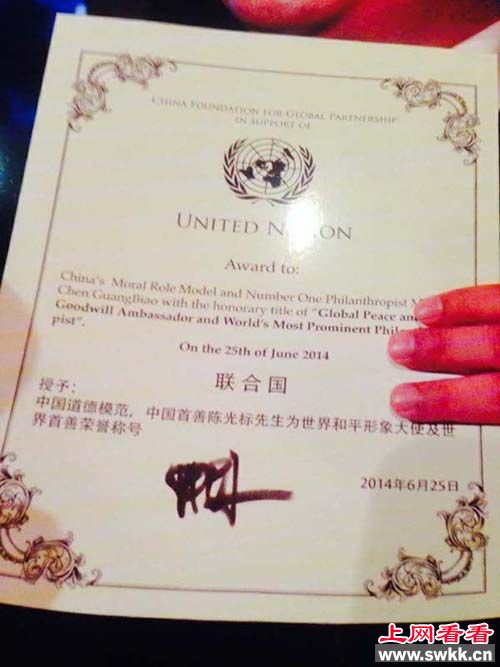 CHINA FOUNDATION FOR GLOBAL PARTNERSHIP
IN SUPPORT OF
UNITED NATION
Award to:
China's Moral Role Model and Number One Philanthropist
Chen GuangBiao with the honorary title of "Global Peace and
Goodwill Ambassador and World's Most Prominent
pist".
On the 25th of June 2014
联合国
授予：
中国道德模范，中国首善陈光标先生为世界和平形象大使及世
界首善荣誉称号
2014年6月25日
上网看看
www.swkk.cn